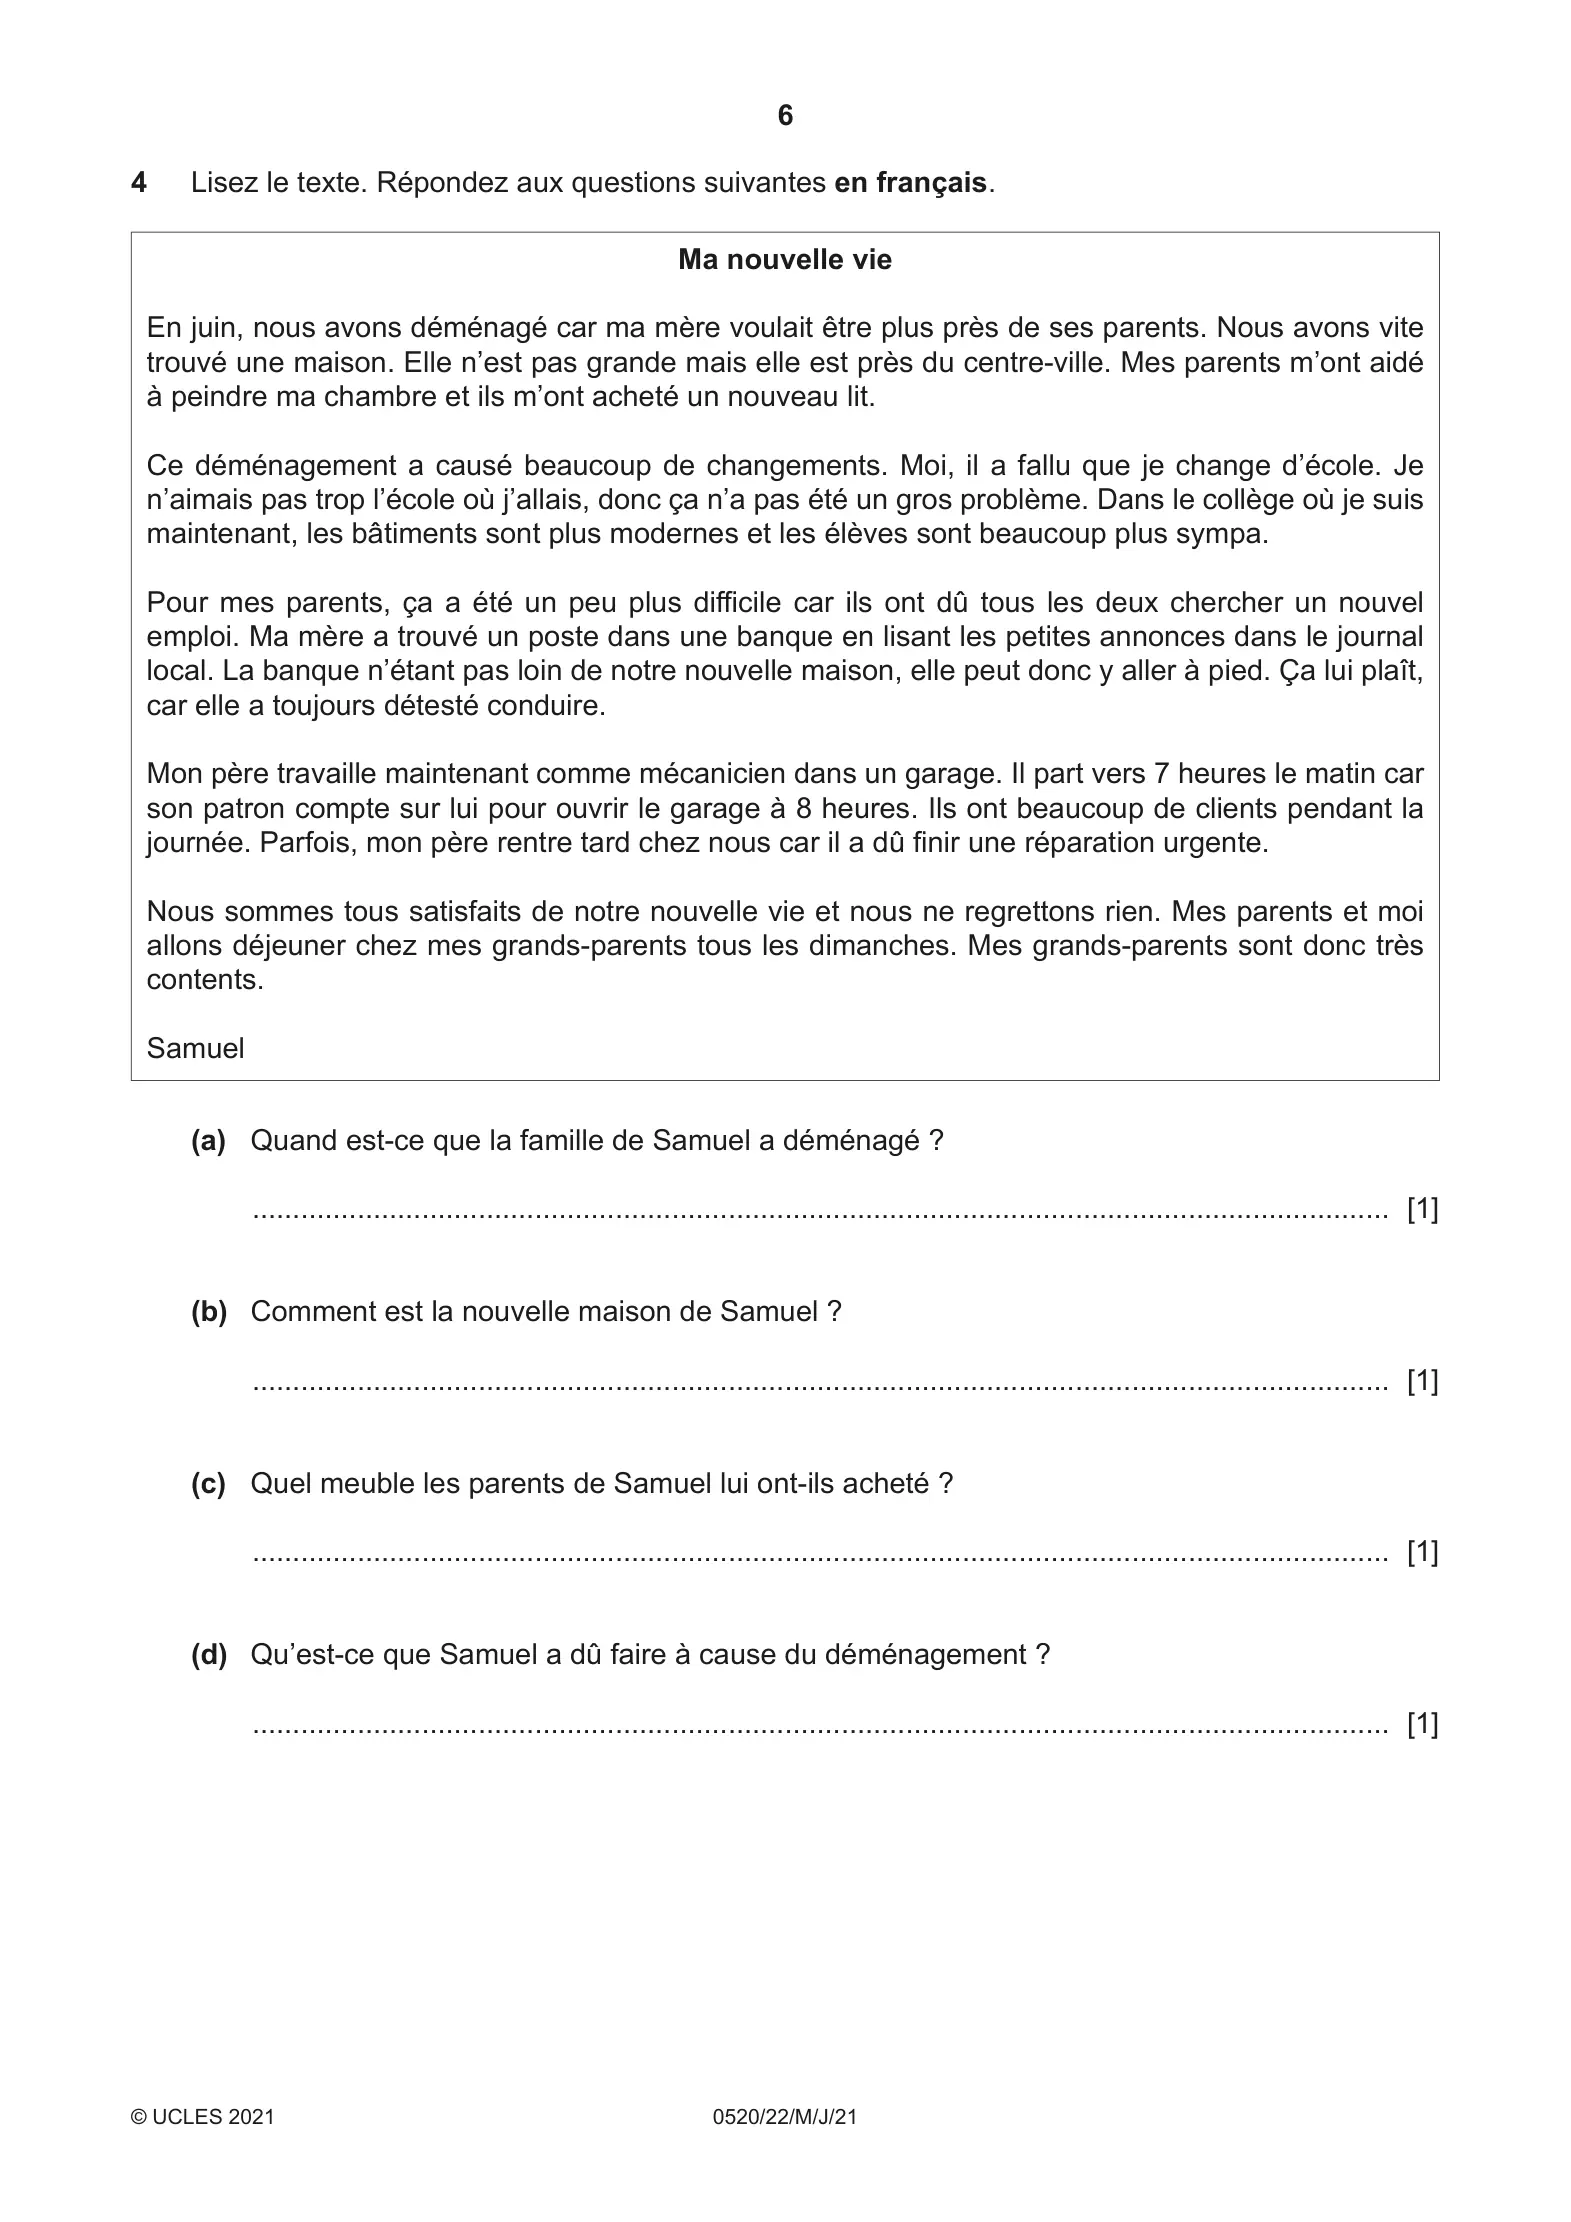 6
4 Lisez le texte. Répondez aux questions suivantes en français.
Ma nouvelle vie
En juin, nous avons déménagé car ma mère voulait être plus près de ses parents. Nous avons vite
trouvé une maison. Elle n’est pas grande mais elle est près du centre-ville. Mes parents m’ont aidé
à peindre ma chambre et ils m’ont acheté un nouveau lit.
Ce déménagement a causé beaucoup de changements. Moi, il a fallu que je change d’école. Je
n’aimais pas trop l’école où j’allais, donc ça n’a pas été un gros problème. Dans le collège où je suis
maintenant, les bâtiments sont plus modernes et les élèves sont beaucoup plus sympa.
Pour mes parents, ça a été un peu plus difficile car ils ont dû tous les deux chercher un nouvel
emploi. Ma mère a trouvé un poste dans une banque en lisant les petites annonces dans le journal
local. La banque n’étant pas loin de notre nouvelle maison, elle peut donc y aller à pied. Ça lui plaît,
car elle a toujours détesté conduire.
Mon père travaille maintenant comme mécanicien dans un garage. Il part vers 7 heures le matin car
son patron compte sur lui pour ouvrir le garage à 8 heures. Ils ont beaucoup de clients pendant la
journée. Parfois, mon père rentre tard chez nous car il a dû finir une réparation urgente.
Nous sommes tous satisfaits de notre nouvelle vie et nous ne regrettons rien. Mes parents et moi
allons déjeuner chez mes grands-parents tous les dimanches. Mes grands-parents sont donc très
contents.
Samuel
(a) Quand est-ce que la famille de Samuel a déménagé ?
[1]
(b) Comment est la nouvelle maison de Samuel ?
[1]
(c) Quel meuble les parents de Samuel lui ont-ils acheté ?
[1]
(d) Qu’est-ce que Samuel a dû faire à cause du déménagement ?
[1]
© UCLES 2021 0520/22/M/J/21